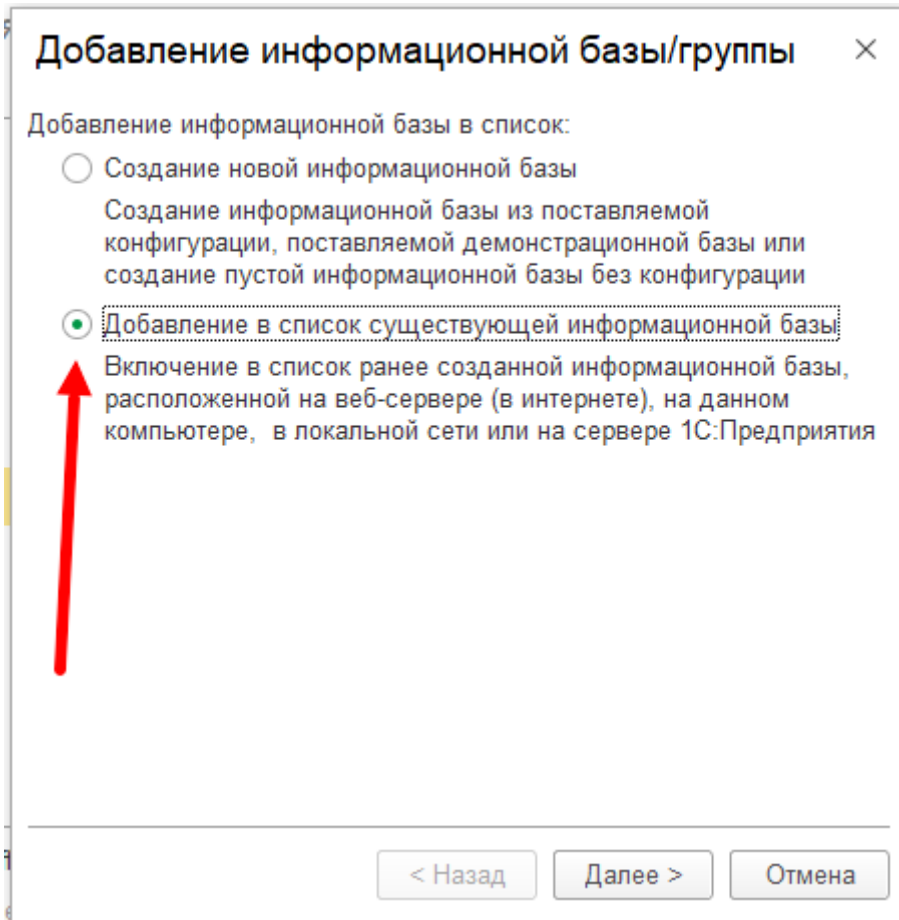 Добавление информационной базы/группы
Добавление информационной базы в список:
Создание новой информационной базы
Создание информационной базы из поставляемой
конфигурации, поставляемой демонстрационной базы или
создание пустой информационной базы без конфигурации
Добавление в список существующей информационной базы
Включение в список ранее созданной информационной базы,
расположенной на веб-сервере (в интернете), на данном
компьютере, в локальной сети или на сервере 1С:Предприятия
< Назад
Далее >
Отмена